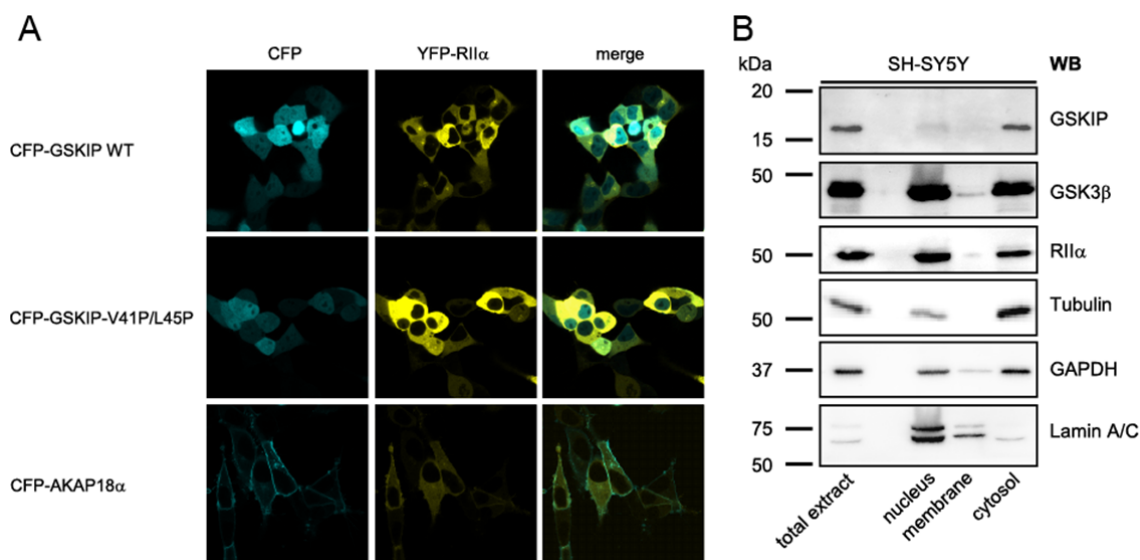 A
CFP YFP-RIIα merge
CFP-GSKIP WT
CFP-GSKIP-V41P/L45P
CFP-AKAP18α
B
kDa SH-SY5Y WB
20
15 GSKIP
50
GSK3β
50 RIIα
50 Tubulin
37 GAPDH
75 Lamin A/C
50
total extract nucleus membrane cytosol